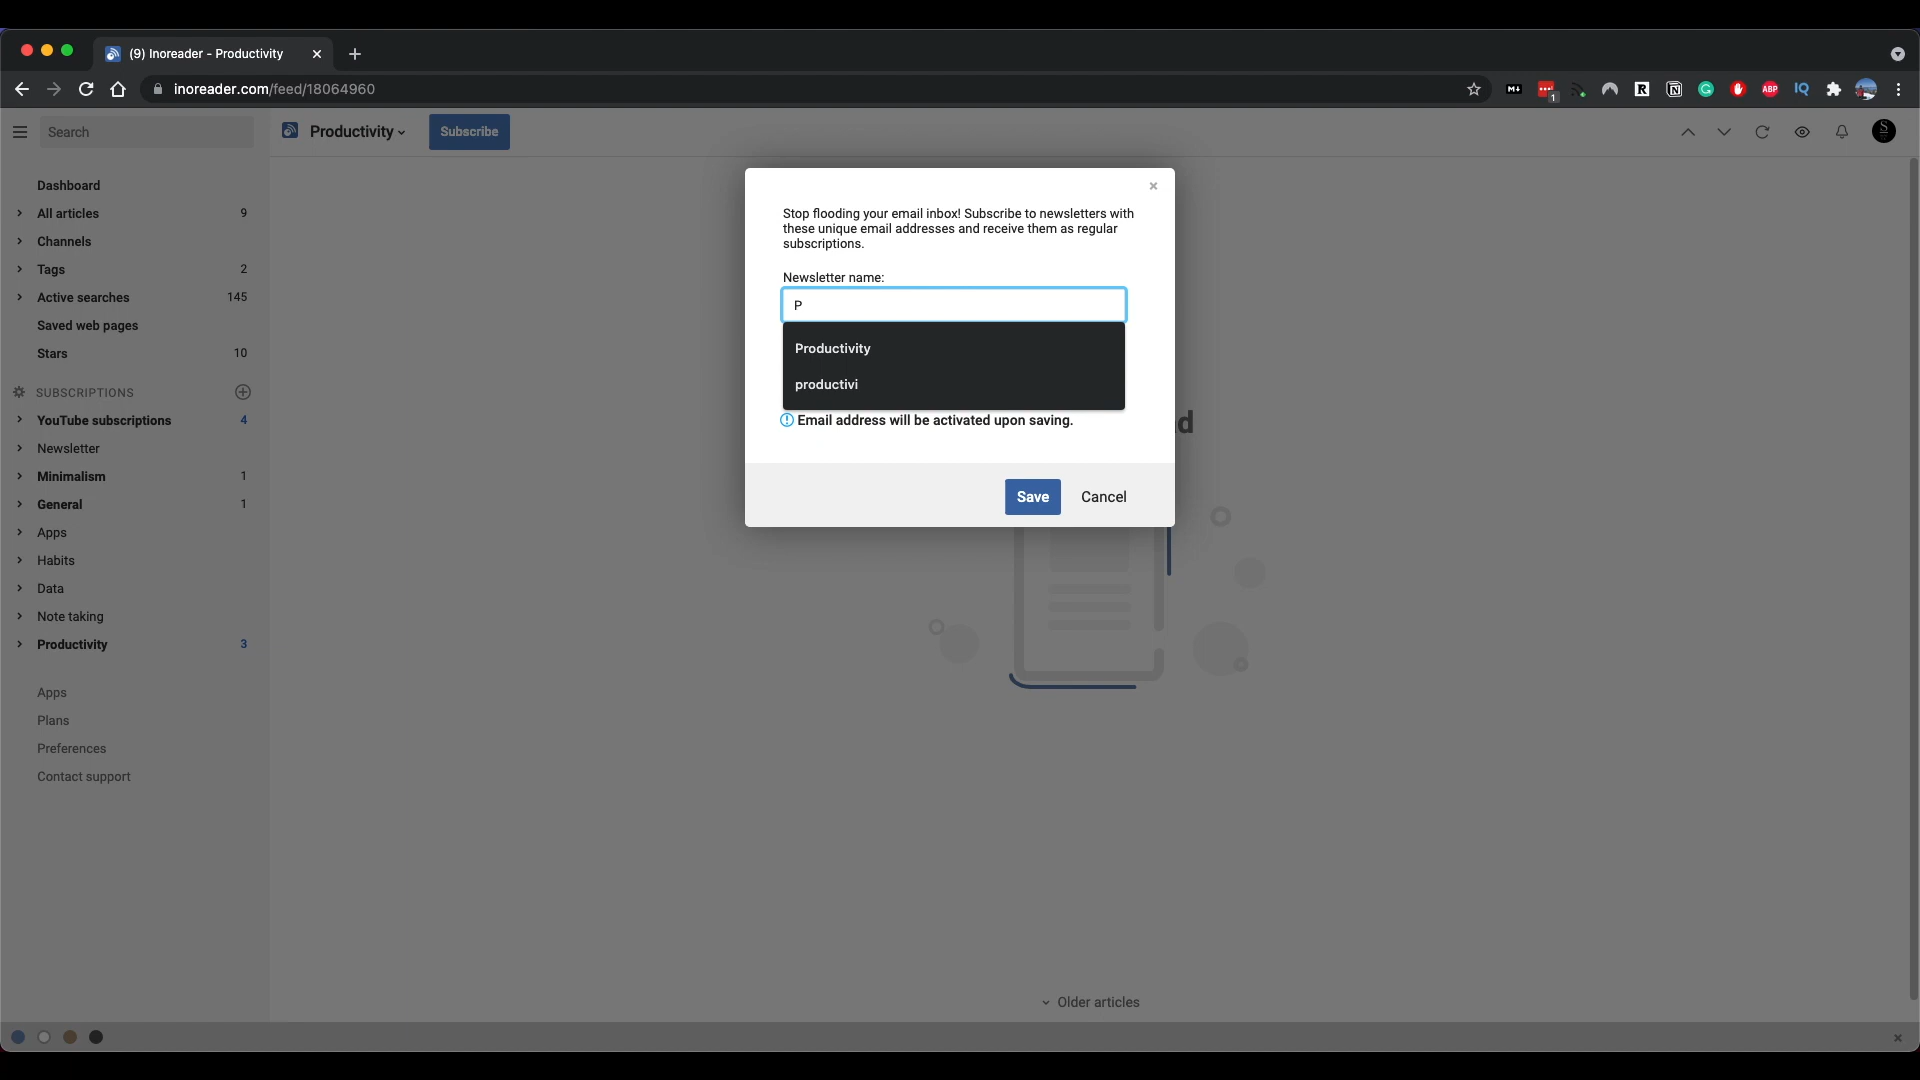 (9) Inoreader - Productivity
inoreader.com/feed/18064960
M
1
R
N
G
ABP
IQ
Search
Productivity
Subscribe
S
Dashboard
All articles 9
Channels
Tags 2
Active searches 145
Saved web pages
Stars 10
SUBSCRIPTIONS
YouTube subscriptions 4
Newsletter
Minimalism 1
General 1
Apps
Habits
Data
Note taking
Productivity 3
Apps
Plans
Preferences
Contact support
Stop flooding your email inbox! Subscribe to newsletters with
these unique email addresses and receive them as regular
subscriptions.
Newsletter name:
P
Productivity
productivi
Email address will be activated upon saving.
d
Save Cancel
Older articles